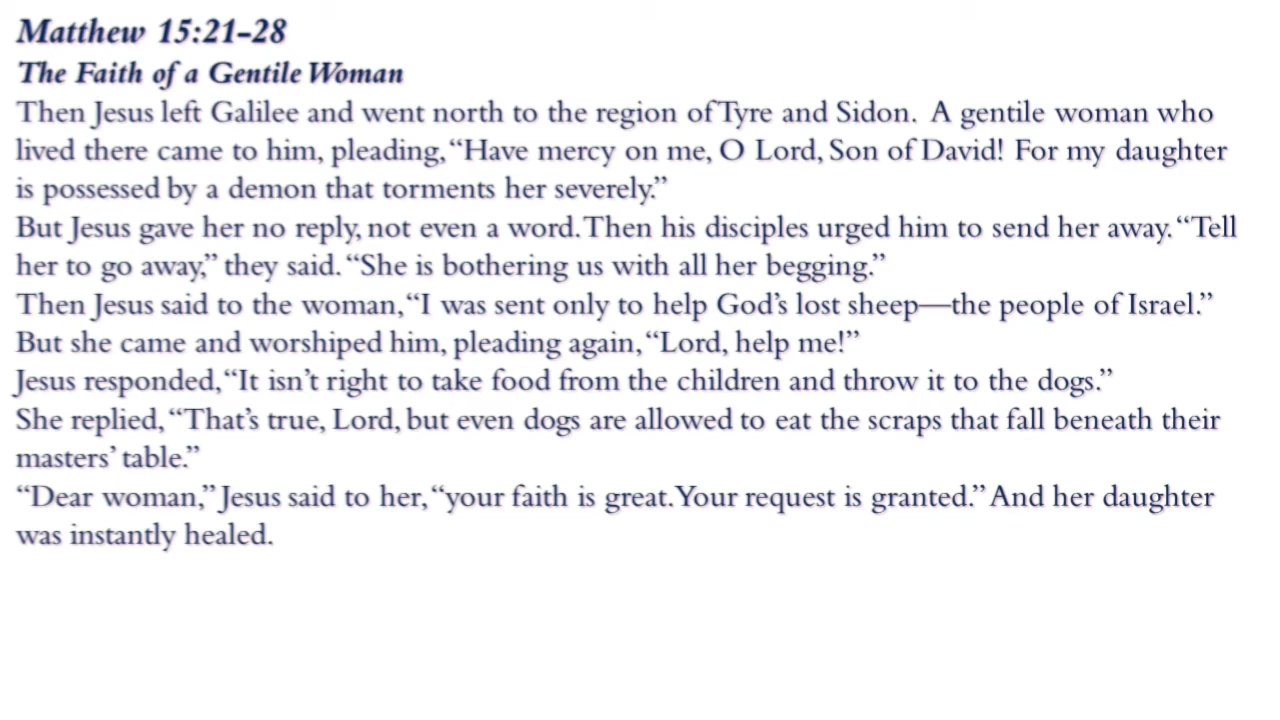 Matthew 15:21–28
The Faith of a Gentile Woman
Then Jesus left Galilee and went north to the region of Tyre and Sidon. A gentile woman who
lived there came to him, pleading, “Have mercy on me, O Lord, Son of David! For my daughter
is possessed by a demon that torments her severely.”
But Jesus gave her no reply, not even a word. Then his disciples urged him to send her away. “Tell
her to go away,” they said. “She is bothering us with all her begging.”
Then Jesus said to the woman, “I was sent only to help God’s lost sheep—the people of Israel.”
But she came and worshiped him, pleading again, “Lord, help me!”
Jesus responded, “It isn’t right to take food from the children and throw it to the dogs.”
She replied, “That’s true, Lord, but even dogs are allowed to eat the scraps that fall beneath their
masters’ table.”
“Dear woman,” Jesus said to her, “your faith is great. Your request is granted.” And her daughter
was instantly healed.